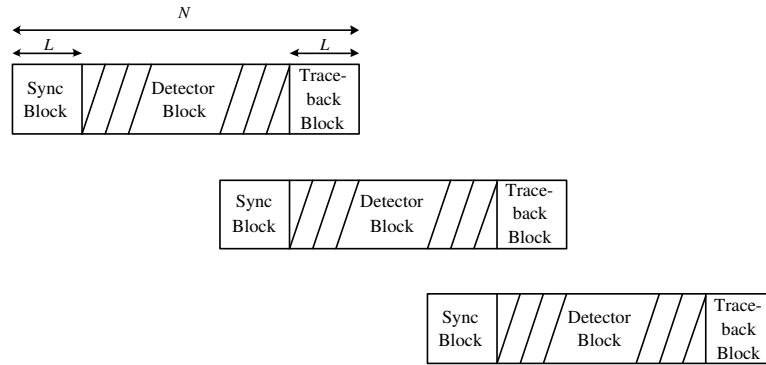 N
L
L
Sync
Block
Detector
Block
Trace-
back
Block
Sync
Block
Detector
Block
Trace-
back
Block
Sync
Block
Detector
Block
Trace-
back
Block